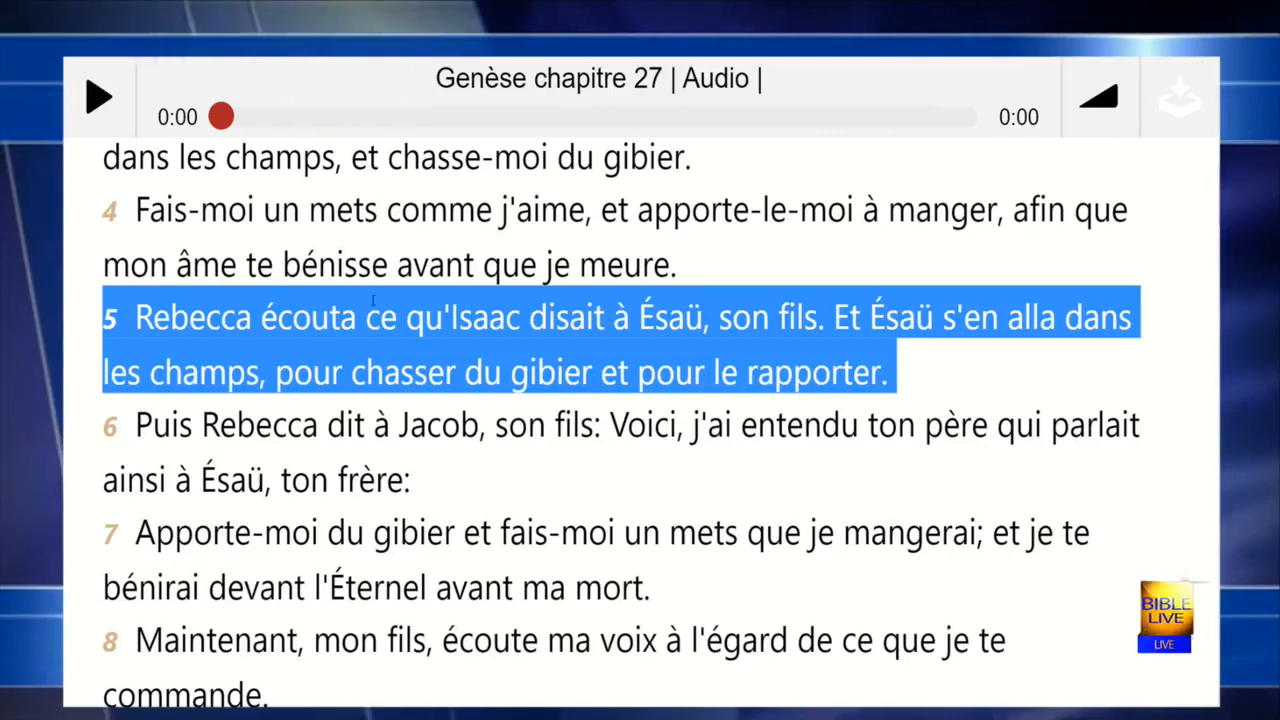 Genèse chapitre 27 | Audio |
0:00
0:00
dans les champs, et chasse-moi du gibier.
4 Fais-moi un mets comme j'aime, et apporte-le-moi à manger, afin que
mon âme te bénisse avant que je meure.
5 Rebecca écouta ce qu'Isaac disait à Ésaü, son fils. Et Ésaü s'en alla dans
les champs, pour chasser du gibier et pour le rapporter.
6 Puis Rebecca dit à Jacob, son fils: Voici, j'ai entendu ton père qui parlait
ainsi à Ésaü, ton frère:
7 Apporte-moi du gibier et fais-moi un mets que je mangerai; et je te
bénirai devant l'Éternel avant ma mort.
8 Maintenant, mon fils, écoute ma voix à l'égard de ce que je te
commande.
BIBLE
LIVE
LIVE